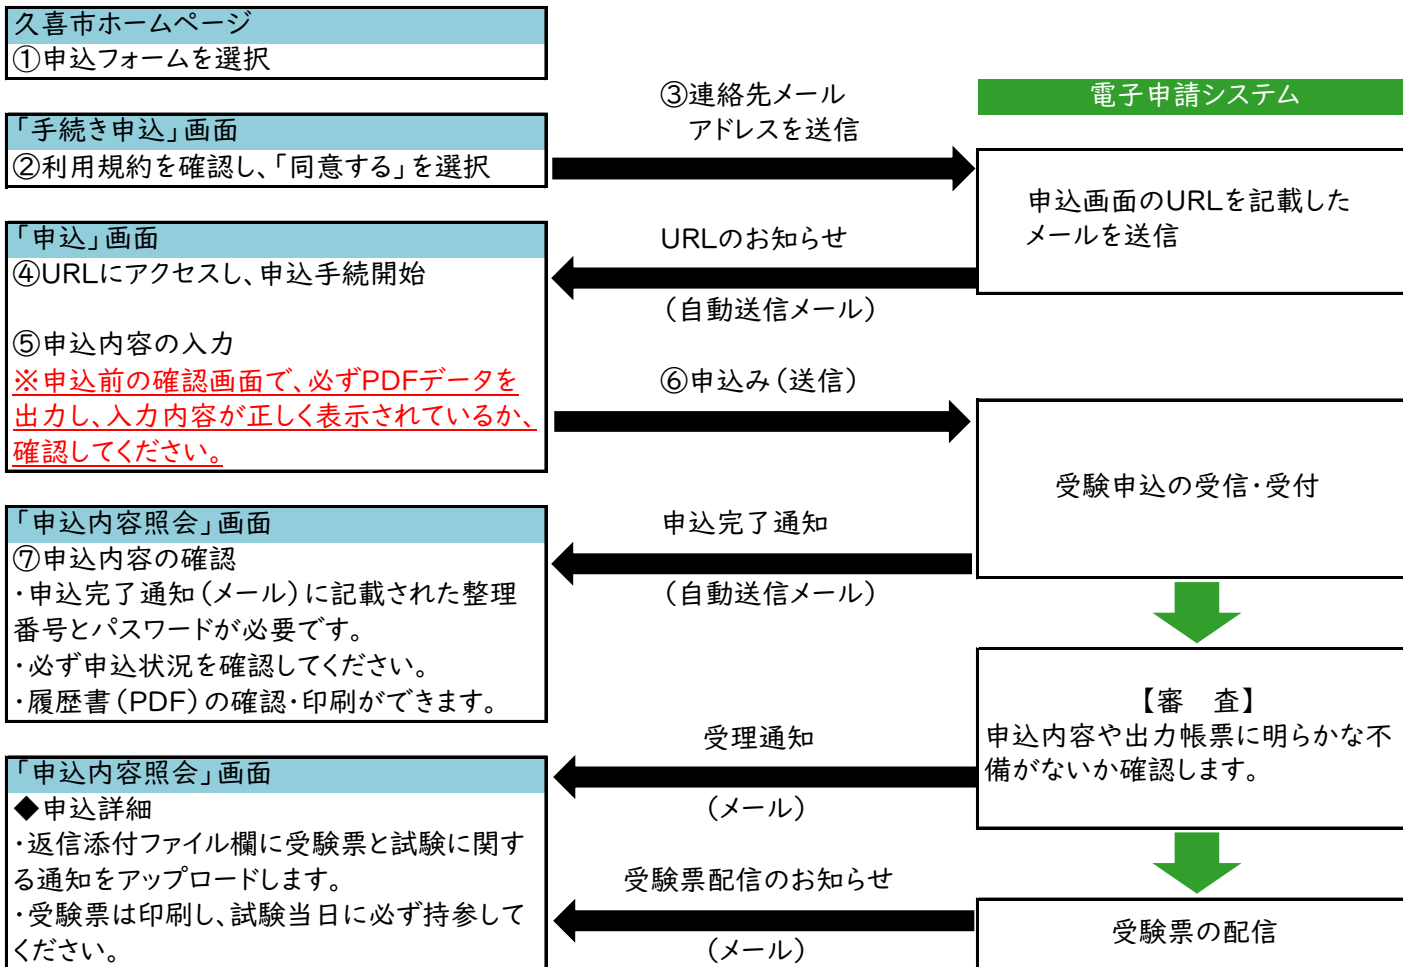 久喜市ホームページ
①申込フォームを選択
「手続き申込」画面
②利用規約を確認し、「同意する」を選択
③連絡先メール
アドレスを送信
電子申請システム
申込画面のURLを記載した
メールを送信
URLのお知らせ
(自動送信メール)
「申込」画面
④URLにアクセスし、申込手続開始
⑤申込内容の入力
※申込前の確認画面で、必ずPDFデータを
出力し、入力内容が正しく表示されているか、
確認してください。
⑥申込み(送信)
受験申込の受信・受付
申込完了通知
(自動送信メール)
「申込内容照会」画面
⑦申込内容の確認
・申込完了通知(メール)に記載された整理
番号とパスワードが必要です。
・必ず申込状況を確認してください。
・履歴書(PDF)の確認・印刷ができます。
【審　査】
申込内容や出力帳票に明らかな不
備がないか確認します。
受理通知
(メール)
「申込内容照会」画面
◆申込詳細
・返信添付ファイル欄に受験票と試験に関す
る通知をアップロードします。
・受験票は印刷し、試験当日に必ず持参して
ください。
受験票配信のお知らせ
(メール)
受験票の配信